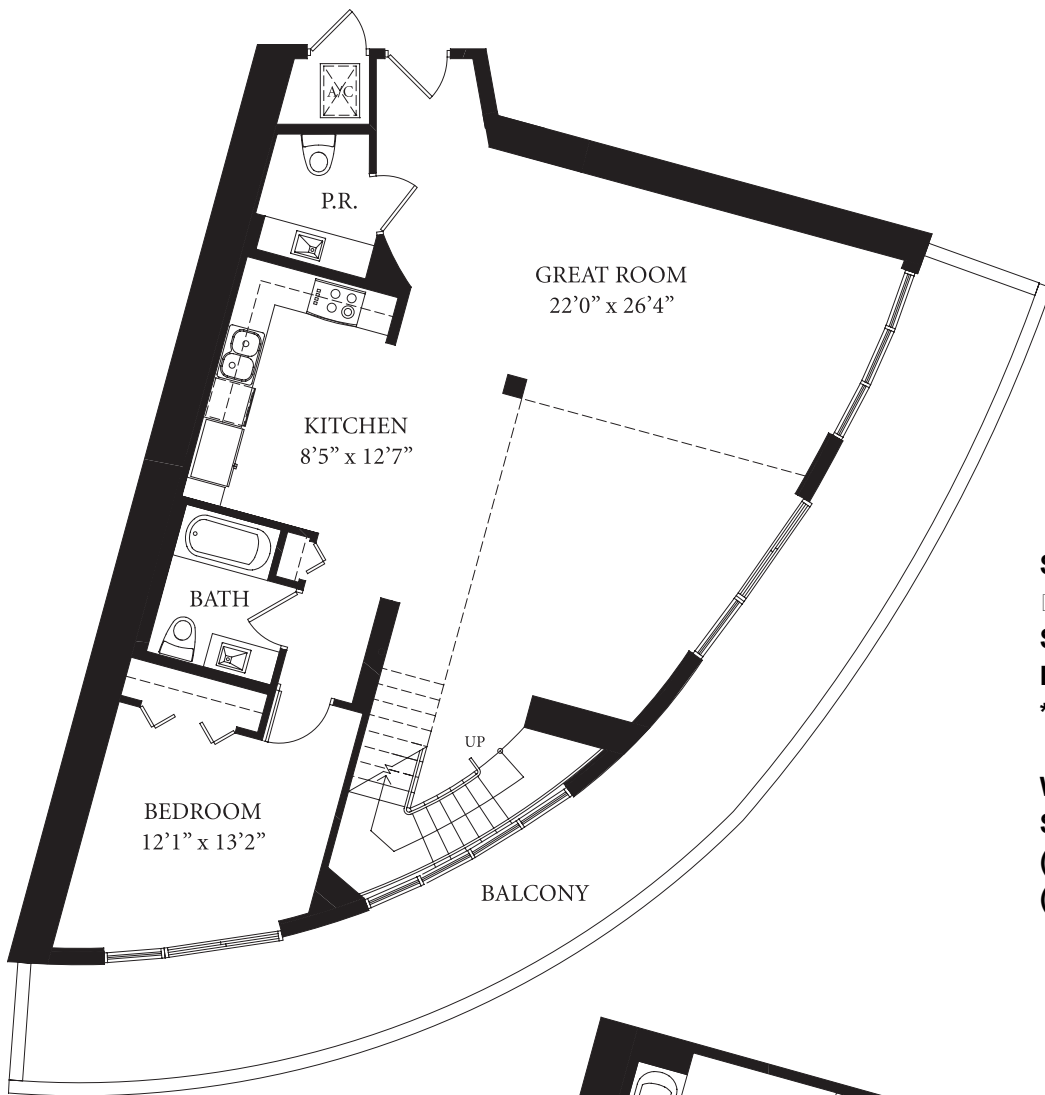 A/C
P.R.
GREAT ROOM
22’0” x 26’4”
KITCHEN
8’5” x 12’7”
BATH
UP
BEDROOM
12’1” x 13’2”
BALCONY